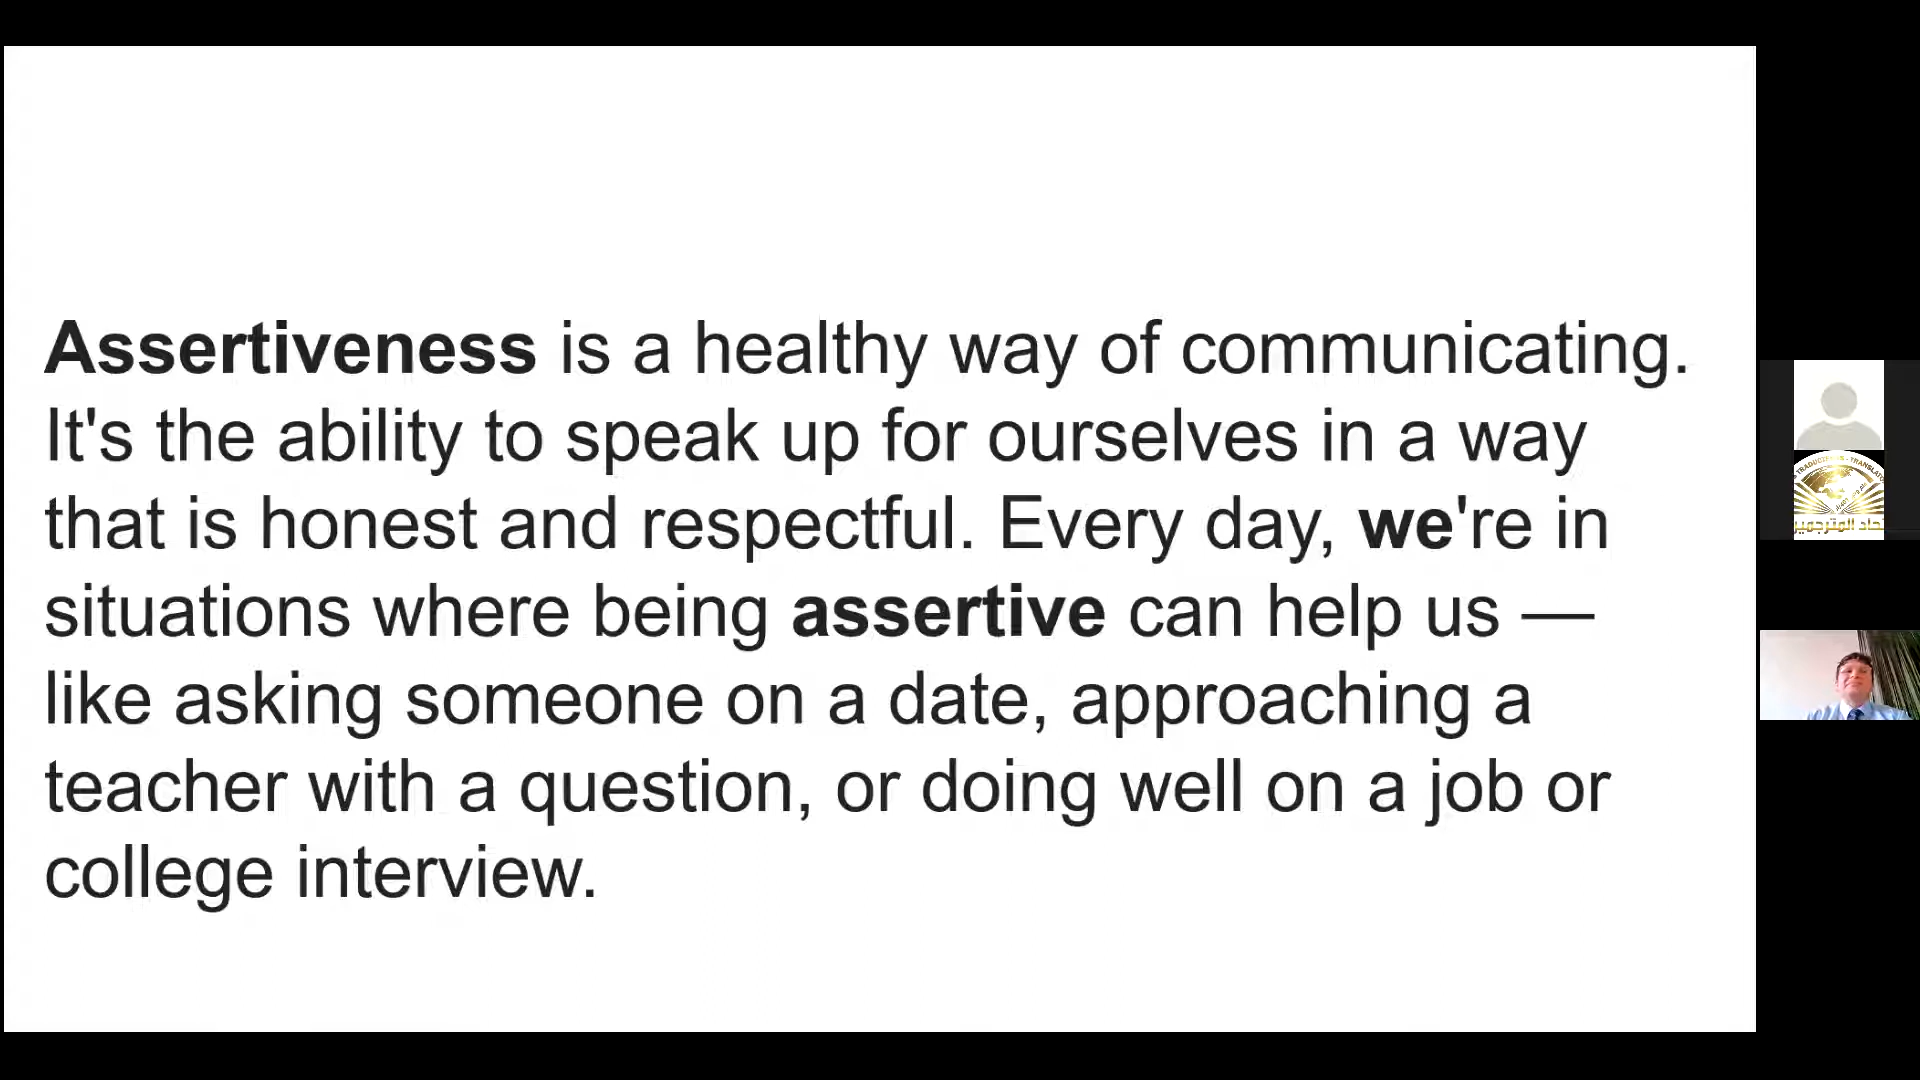 Assertiveness is a healthy way of communicating.
It's the ability to speak up for ourselves in a way
that is honest and respectful. Every day, we're in
situations where being assertive can help us —
like asking someone on a date, approaching a
teacher with a question, or doing well on a job or
college interview.